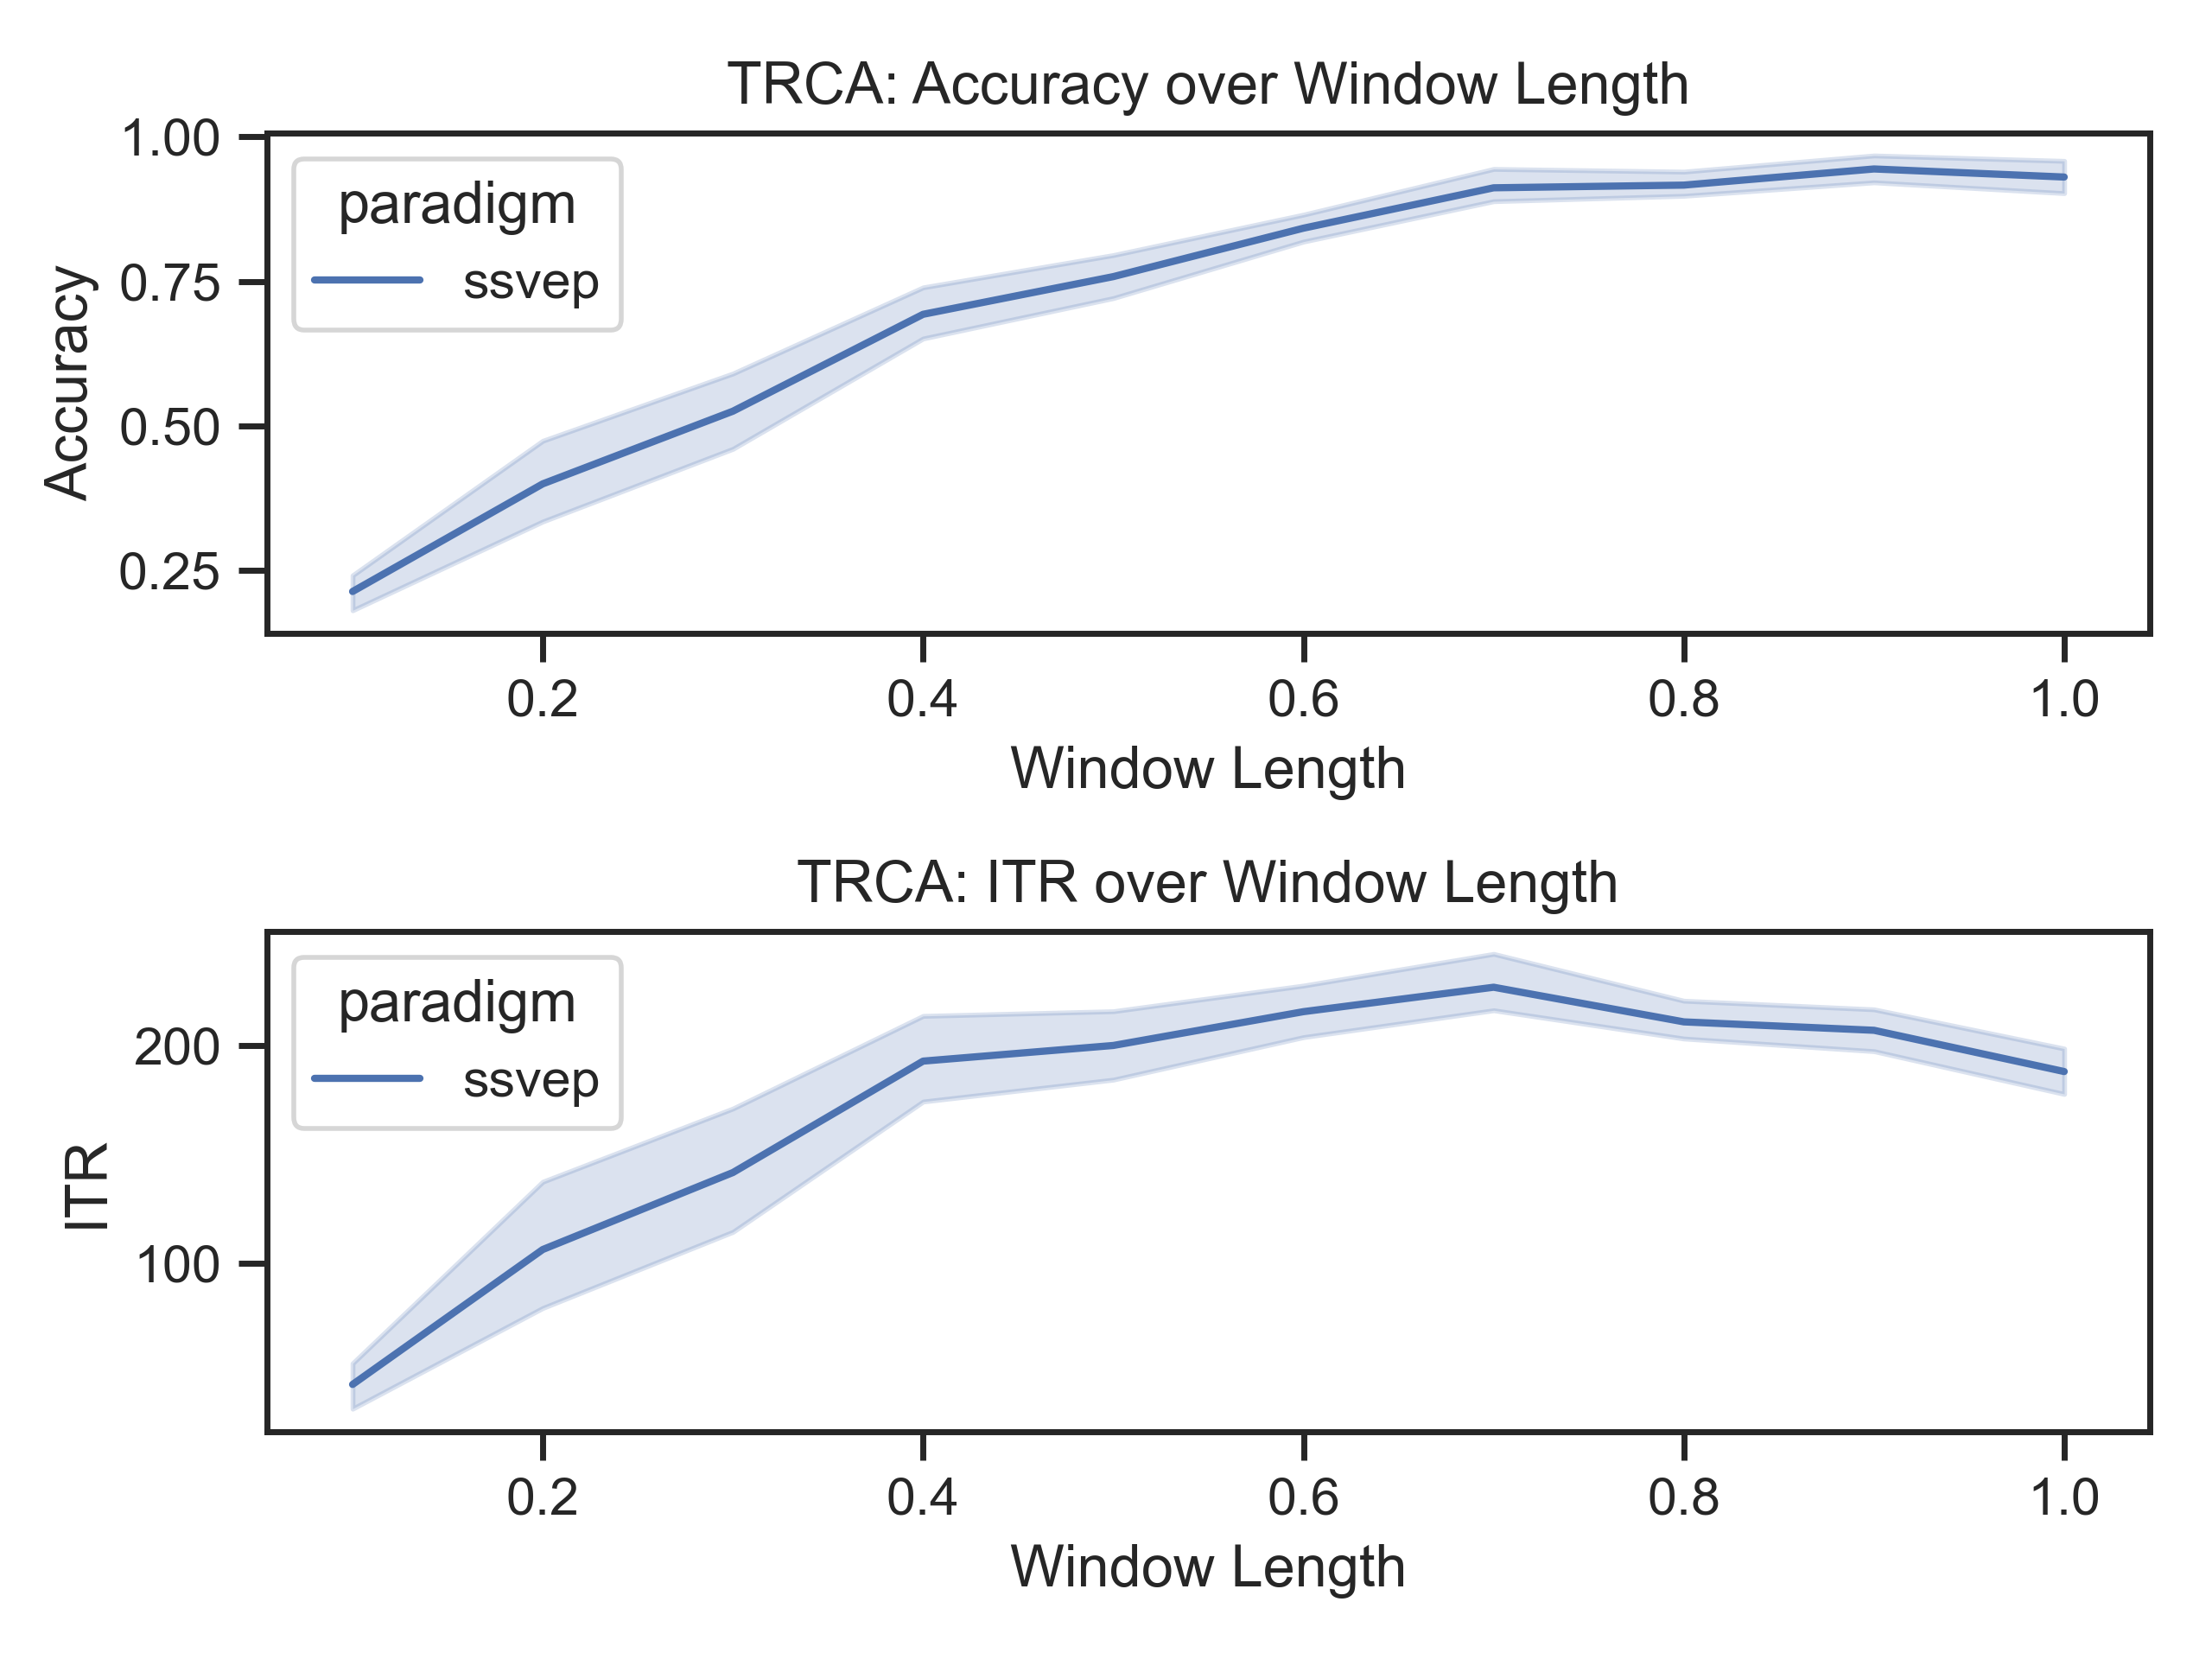 TRCA: Accuracy over Window Length
1.00
0.75
0.50
0.25
Accuracy
paradigm
ssvep
0.2 0.4 0.6 0.8 1.0
Window Length
TRCA: ITR over Window Length
200
100
ITR
paradigm
ssvep
0.2 0.4 0.6 0.8 1.0
Window Length